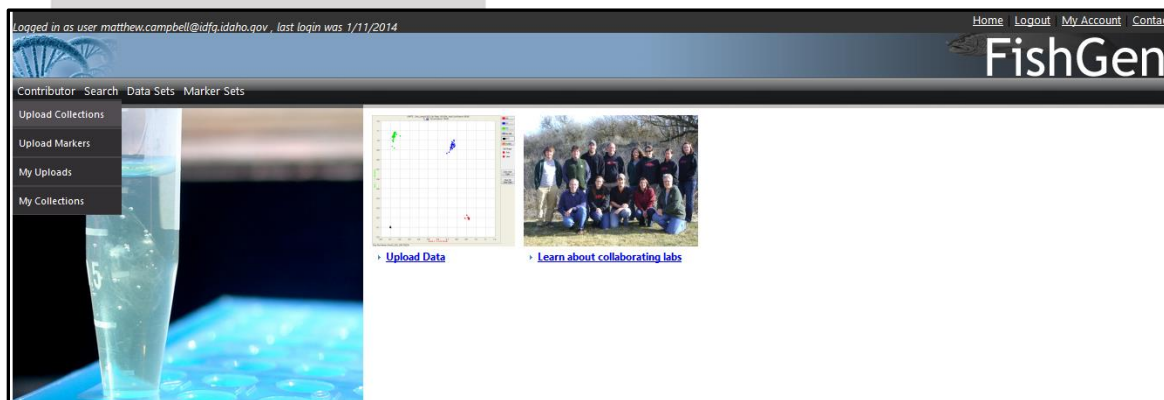 Logged in as user matthew.campbell@idfg.idaho.gov , last login was 1/11/2014
Home | Logout | My Account | Contac
FishGen
Contributor Search Data Sets Marker Sets
Upload Collections
Upload Markers
My Uploads
My Collections
Upload Data
Learn about collaborating labs